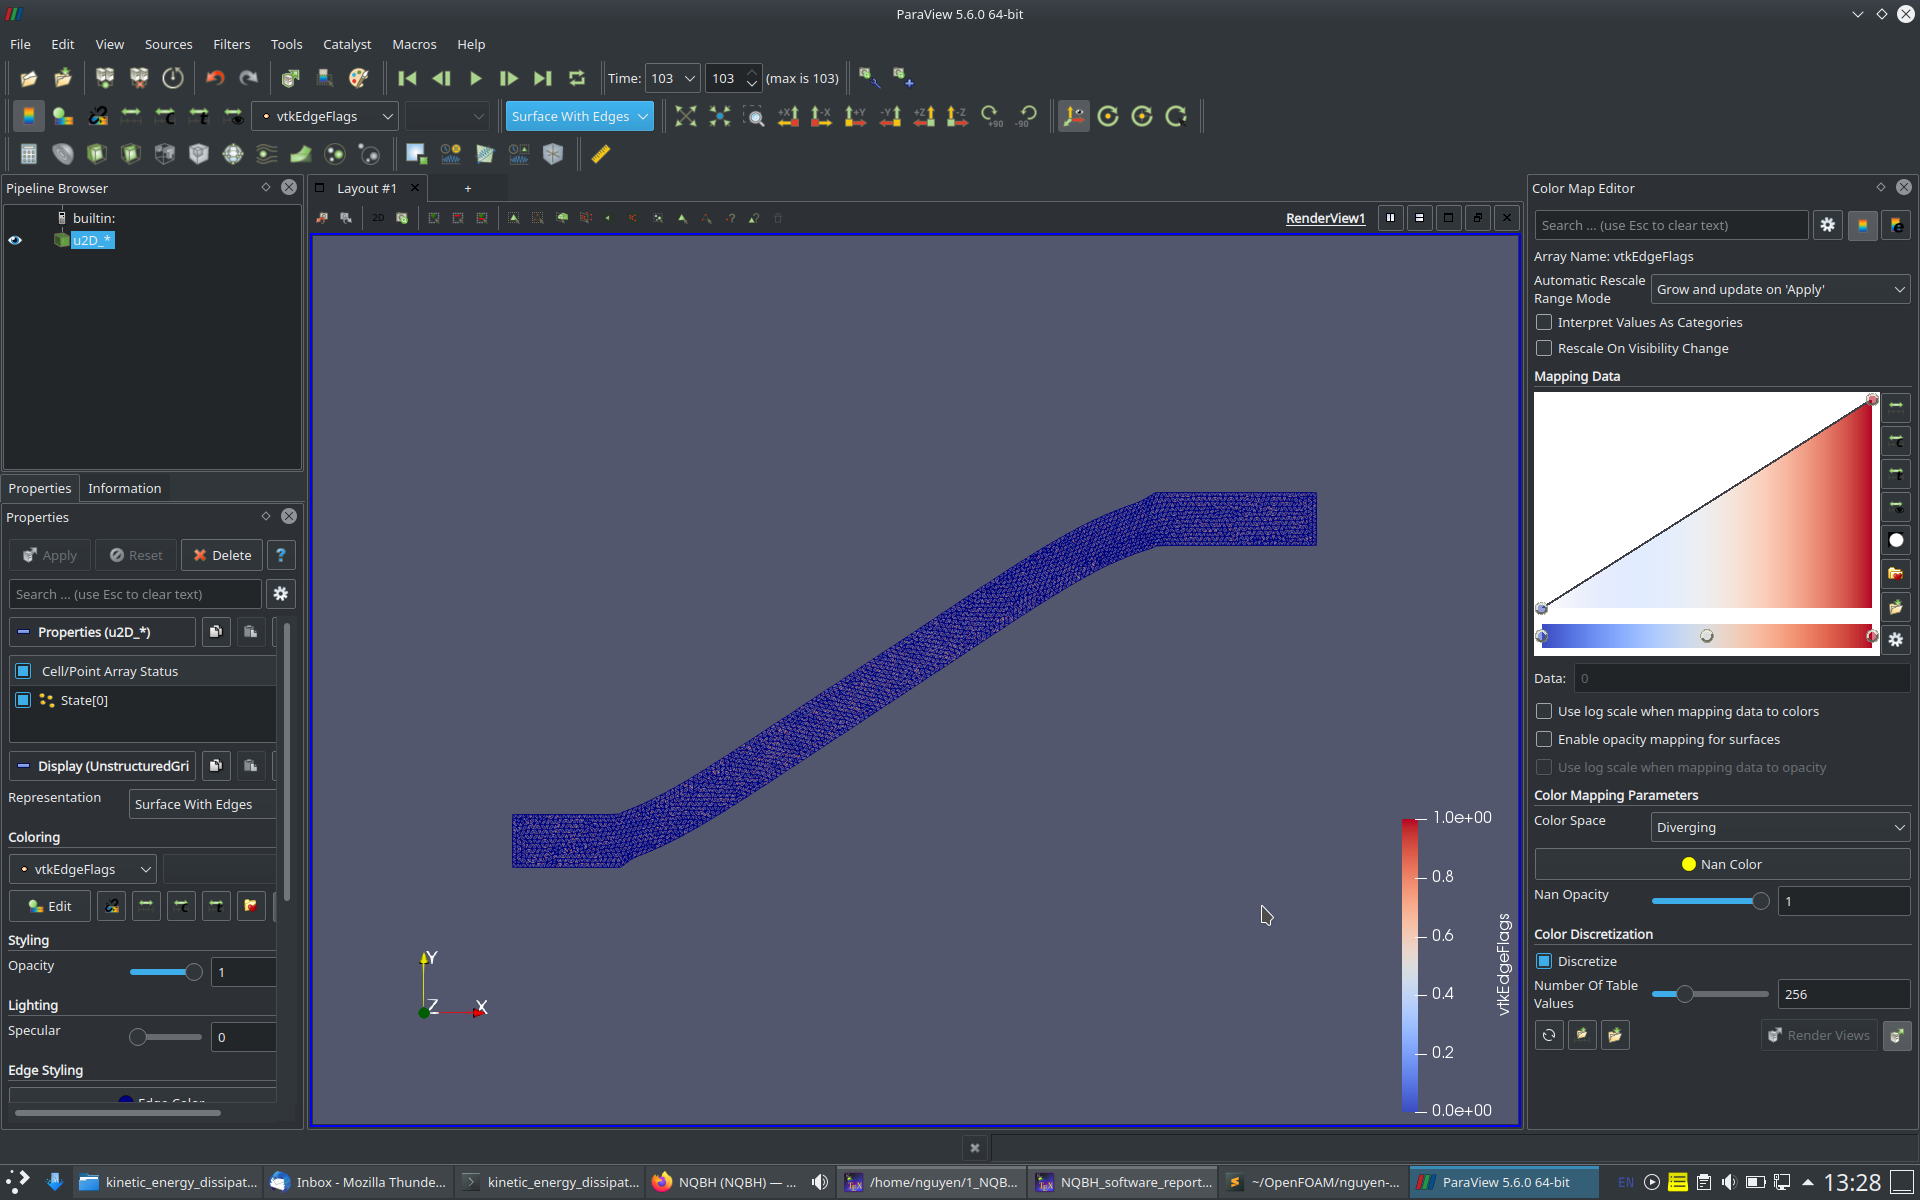 ParaView 5.6.0 64-bit
File Edit View Sources Filters Tools Catalyst Macros Help
Time: 103 103 (max is 103)
vtkEdgeFlags Surface With Edges +X -X +Y -Y +Z -Z +90 -90
Pipeline Browser
builtin:
u2D_*
Properties Information
Properties
Apply Reset Delete ?
Search ... (use Esc to clear text)
Properties (u2D_*)
Cell/Point Array Status
State[0]
Display (UnstructuredGri
Representation Surface With Edges
Coloring
vtkEdgeFlags
Edit
Styling
Opacity 1
Lighting
Specular 0
Edge Styling
Edge Color
Layout #1 +
2D RenderView1
Y
Z X
1.0e+00
0.8
0.6
0.4
0.2
0.0e+00
vtkEdgeFlags
Color Map Editor
Search ... (use Esc to clear text)
Array Name: vtkEdgeFlags
Automatic Rescale
Range Mode
Grow and update on 'Apply'
Interpret Values As Categories
Rescale On Visibility Change
Mapping Data
Data: 0
Use log scale when mapping data to colors
Enable opacity mapping for surfaces
Use log scale when mapping data to opacity
Color Mapping Parameters
Color Space Diverging
Nan Color
Nan Opacity 1
Color Discretization
Discretize
Number Of Table
Values
256
Render Views
kinetic_energy_dissipat... Inbox - Mozilla Thunde... kinetic_energy_dissipat... NQBH (NQBH) — ... /home/nguyen/1_NQB... NQBH_software_report... ~/OpenFOAM/nguyen-... ParaView 5.6.0 64-bit EN 13:28